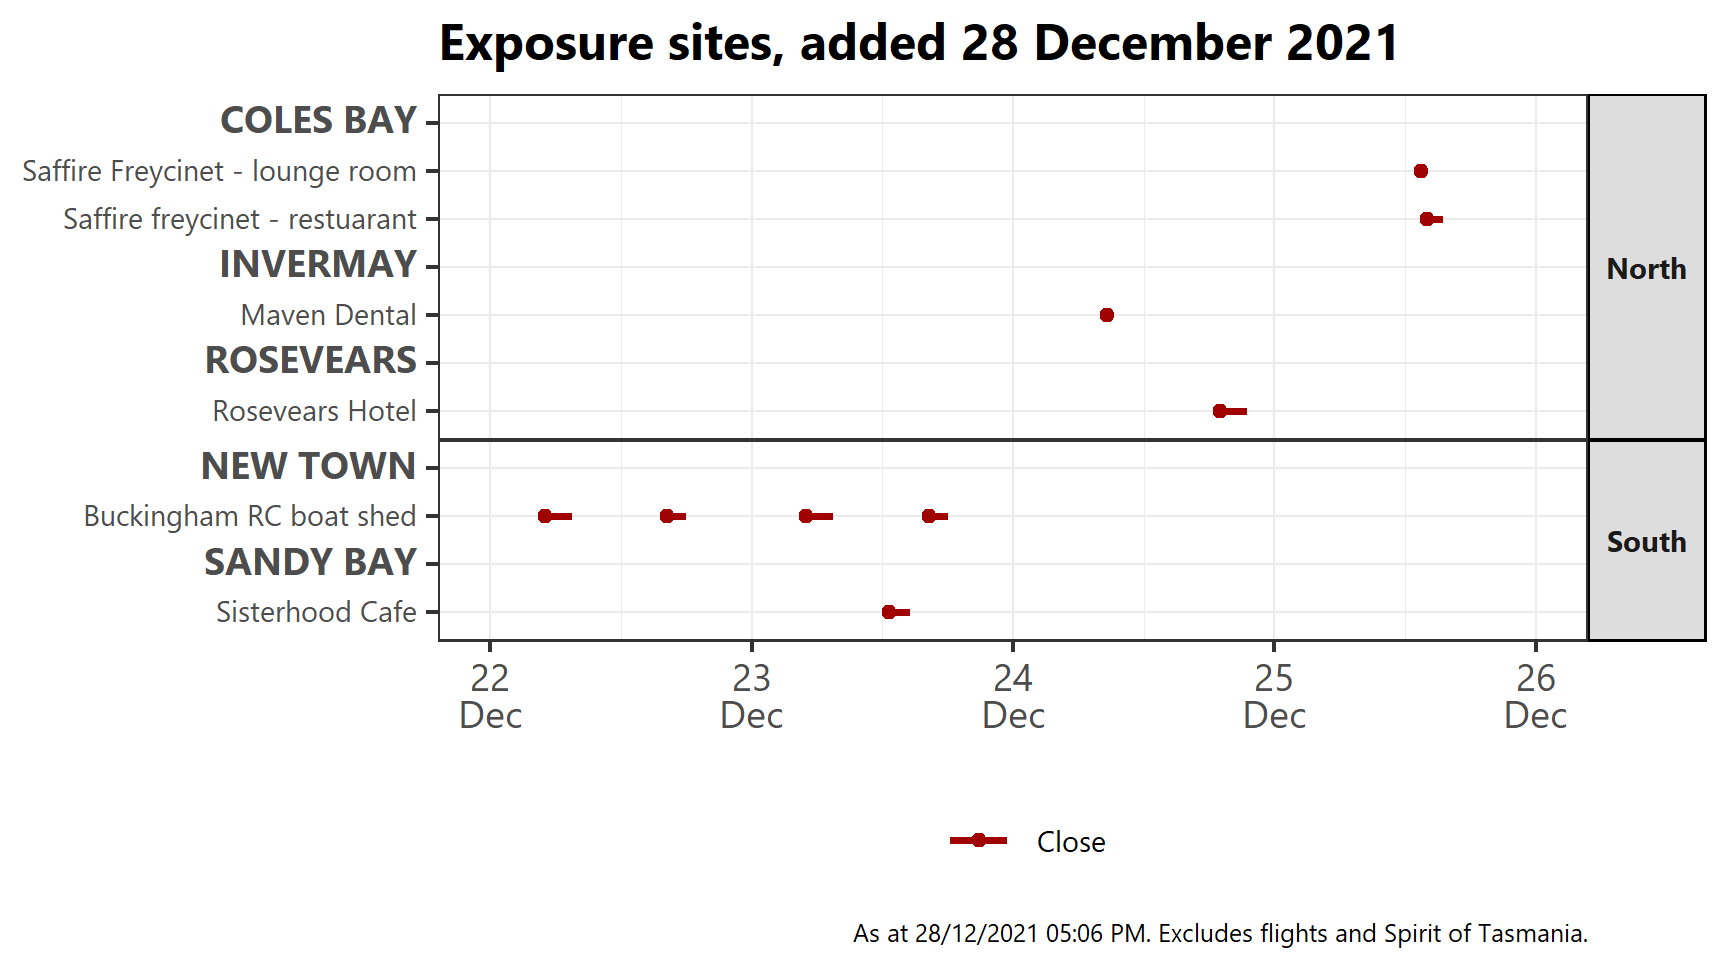 Exposure sites, added 28 December 2021
COLES BAY
Saffire Freycinet - lounge room
Saffire freycinet - restuarant
INVERMAY
Maven Dental
ROSEVEARS
Rosevears Hotel
North
NEW TOWN
Buckingham RC boat shed
SANDY BAY
Sisterhood Cafe
South
22 23 24 25 26
Dec Dec Dec Dec Dec
Close
As at 28/12/2021 05:06 PM. Excludes flights and Spirit of Tasmania.